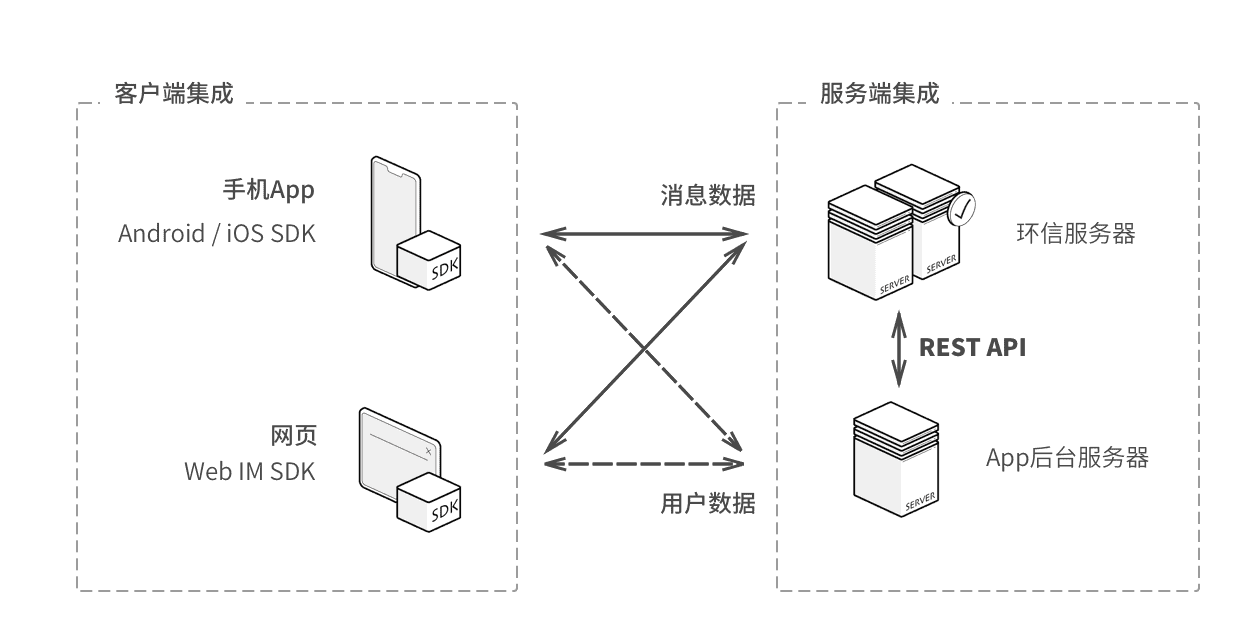 客户端集成
手机App
Android / iOS SDK
SDK
网页
Web IM SDK
SDK
消息数据
用户数据
服务端集成
SERVER
SERVER
环信服务器
REST API
SERVER
App后台服务器